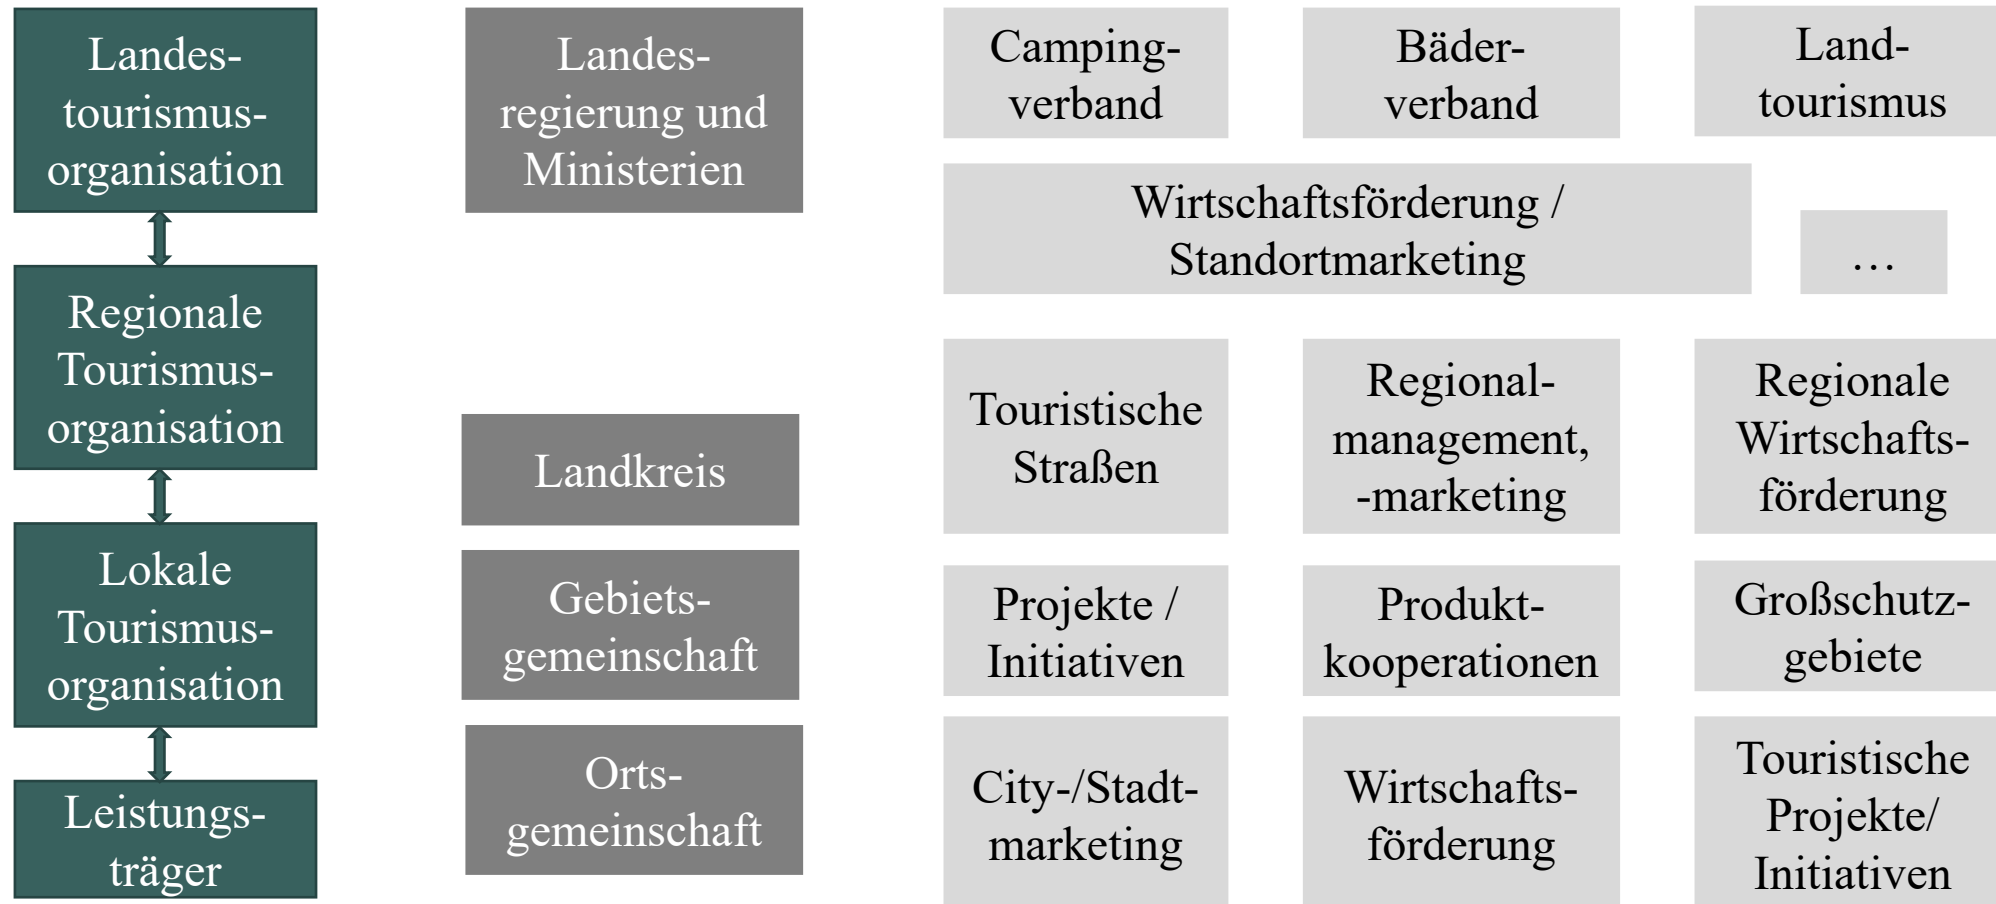 Landes-
tourismus-
organisation
Regionale
Tourismus-
organisation
Lokale
Tourismus-
organisation
Leistungs-
träger
Landes-
regierung und
Ministerien
Landkreis
Gebiets-
gemeinschaft
Orts-
gemeinschaft
Camping-
verband
Bäder-
verband
Land-
tourismus
Wirtschaftsförderung /
Standortmarketing
…
Touristische
Straßen
Regional-
management,
-marketing
Regionale
Wirtschafts-
förderung
Projekte /
Initiativen
Produkt-
kooperationen
Großschutz-
gebiete
City-/Stadt-
marketing
Wirtschafts-
förderung
Touristische
Projekte/
Initiativen